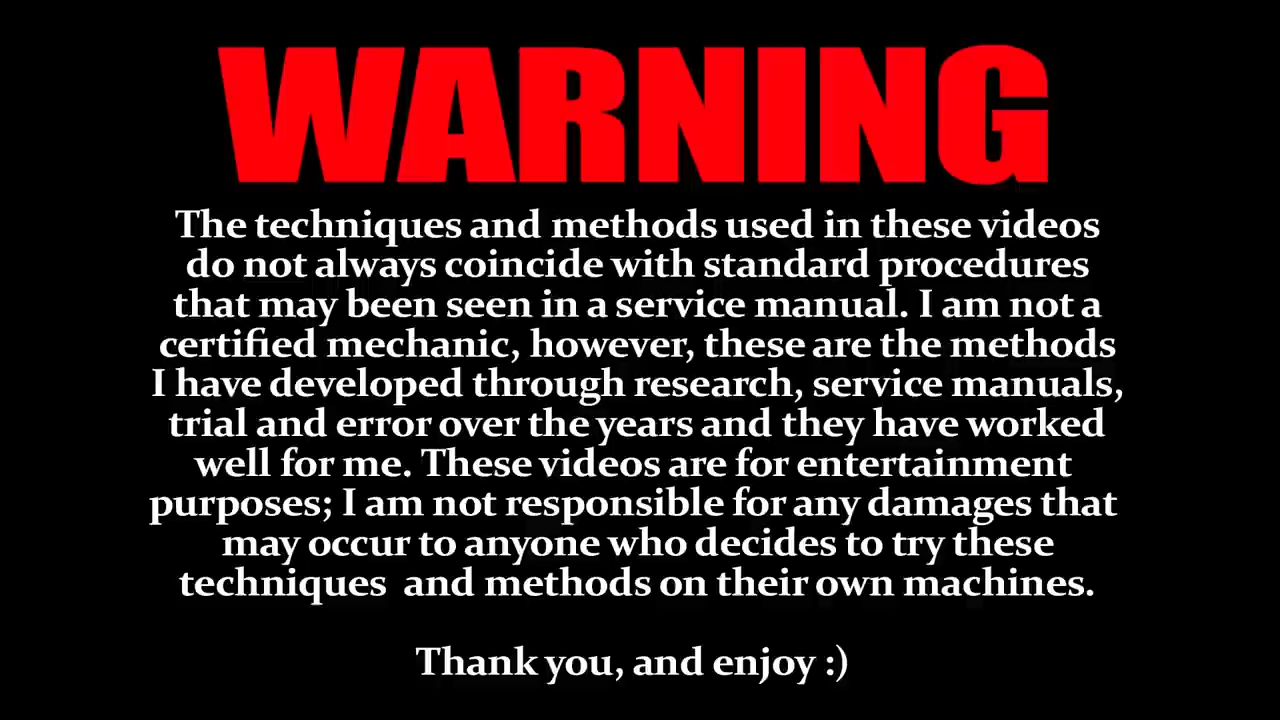 WARNING
The techniques and methods used in these videos
do not always coincide with standard procedures
that may been seen in a service manual. I am not a
certified mechanic, however, these are the methods
I have developed through research, service manuals,
trial and error over the years and they have worked
well for me. These videos are for entertainment
purposes; I am not responsible for any damages that
may occur to anyone who decides to try these
techniques  and methods on their own machines.
Thank you, and enjoy :)